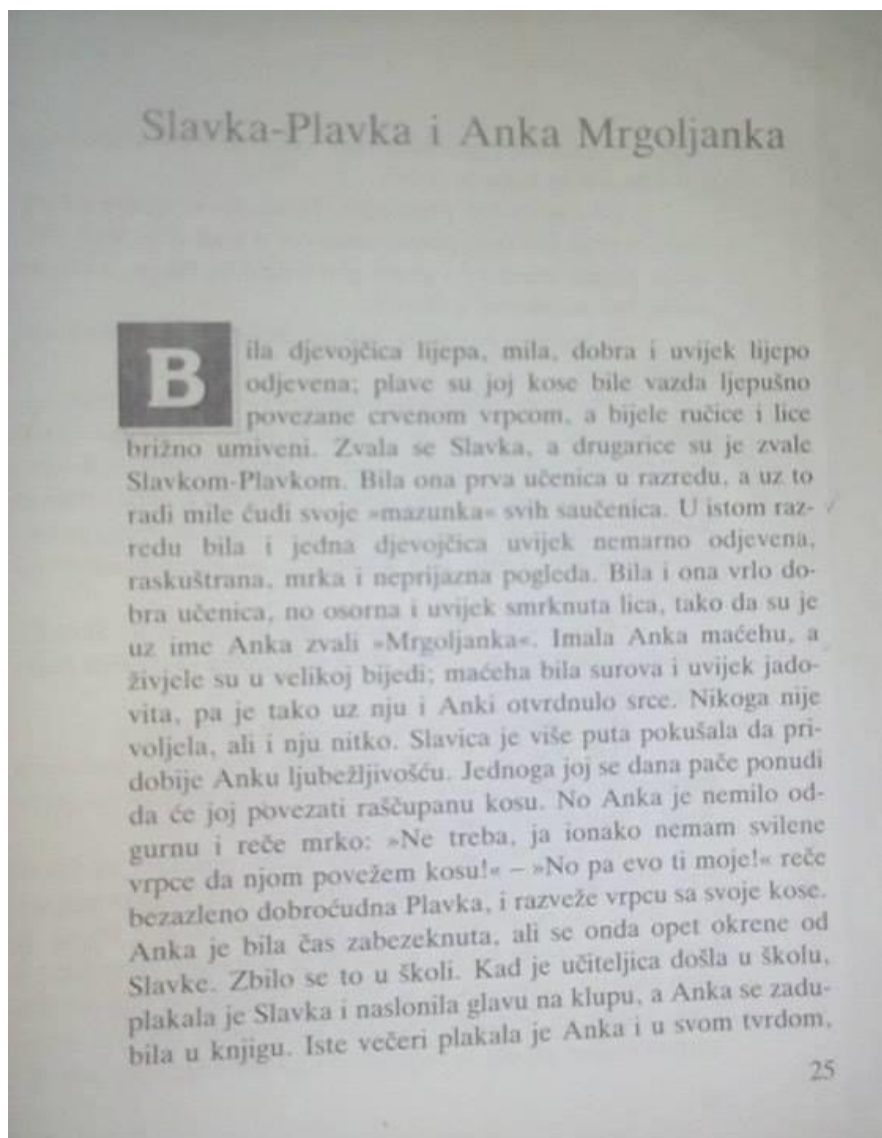 Slavka-Plavka i Anka Mrgoljanka
Bila djevojčica lijepa, mila, dobra i uvijek lijepo
odjevena; plave su joj kose bile vazda ljepušno
povezane crvenom vrpcom, a bijele ručice i lice
brižno umiveni. Zvala se Slavka, a drugarice su je zvale
Slavkom-Plavkom. Bila ona prva učenica u razredu, a uz to
radi mile ćudi svoje »mazunka« svih saučenica. U istom raz-
redu bila i jedna djevojčica uvijek nemarno odjevena,
raskuštrana, mrka i neprijazna pogleda. Bila i ona vrlo do-
bra učenica, no osorna i uvijek smrknuta lica, tako da su je
uz ime Anka zvali »Mrgoljanka«. Imala Anka maćehu, a
živjele su u velikoj bijedi; maćeha bila surova i uvijek jado-
vita, pa je tako uz nju i Anki otvrdnulo srce. Nikoga nije
voljela, ali i nju nitko. Slavica je više puta pokušala da pri-
dobije Anku ljubežljivošću. Jednoga joj se dana pače ponudi
da će joj povezati raščupanu kosu. No Anka je nemilo od-
gurnu i reče mrko: »Ne treba, ja ionako nemam svilene
vrpce da njom povežem kosu!« – »No pa evo ti moje!« reče
bezazleno dobroćudna Plavka, i razveže vrpcu sa svoje kose.
Anka je bila čas zabezeknuta, ali se onda opet okrene od
Slavke. Zbilo se to u školi. Kad je učiteljica došla u školu,
plakala je Slavka i naslonila glavu na klupu, a Anka se zadu-
bila u knjigu. Iste večeri plakala je Anka i u svom tvrdom,
25